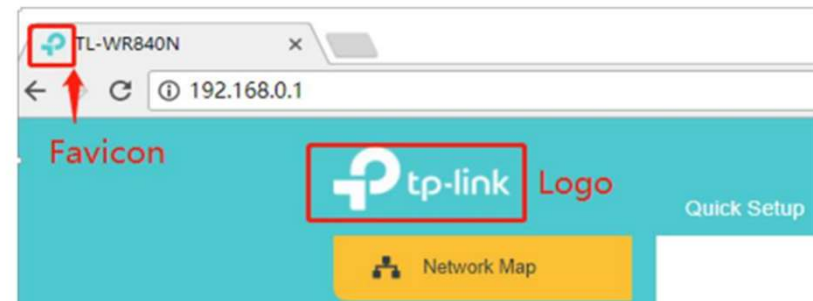 TL-WR840N
192.168.0.1
Favicon
tp-link
Logo
Quick Setup
Network Map